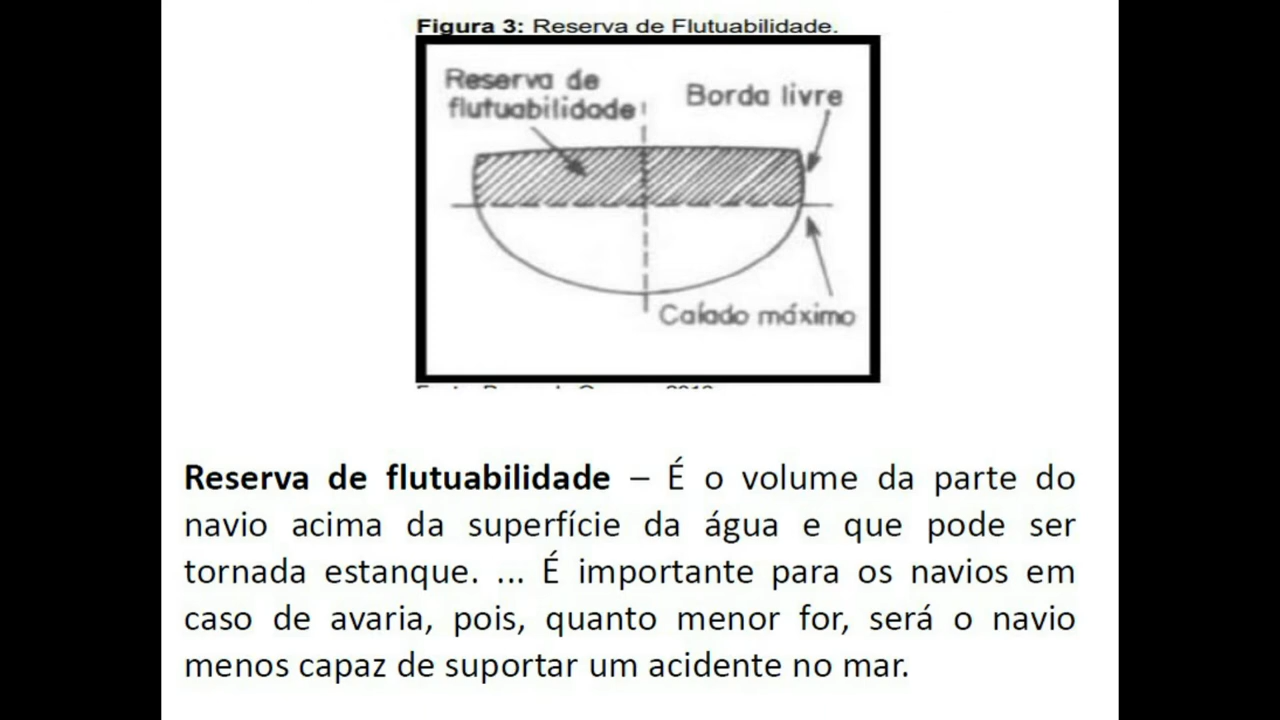 Figura 3: Reserva de Flutuabilidade.
Reserva de
flutuabilidade
Borda livre
Calado máximo
Reserva de flutuabilidade – É o volume da parte do
navio acima da superfície da água e que pode ser
tornada estanque. ... É importante para os navios em
caso de avaria, pois, quanto menor for, será o navio
menos capaz de suportar um acidente no mar.